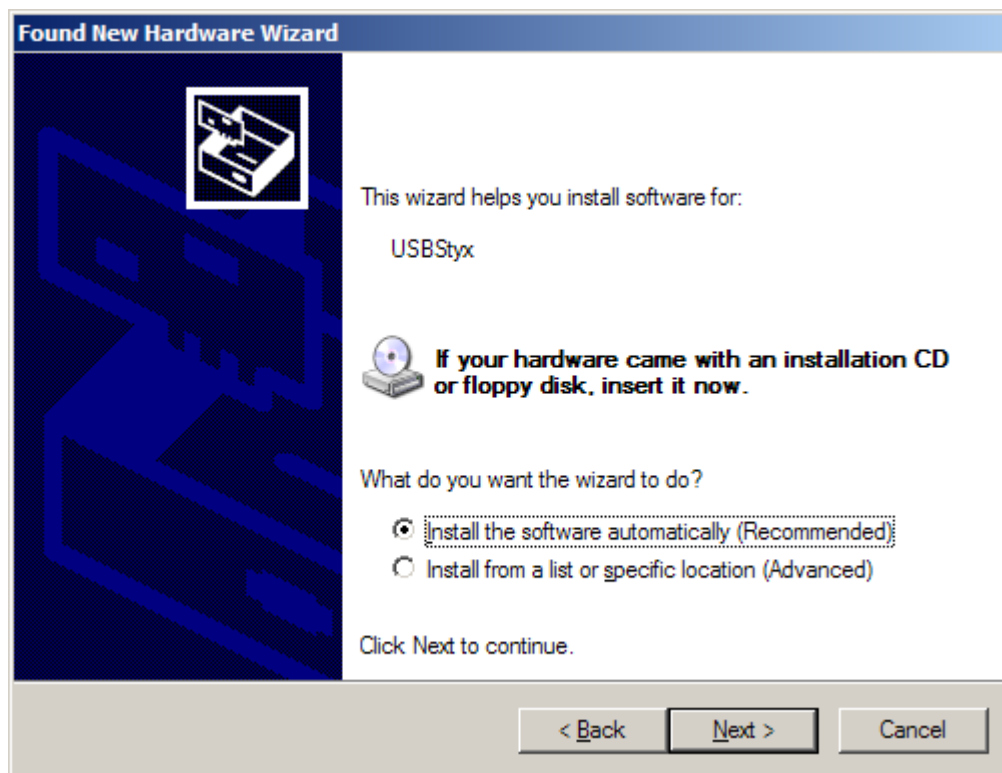 Found New Hardware Wizard
This wizard helps you install software for:
USBStyx
If your hardware came with an installation CD
or floppy disk, insert it now.
What do you want the wizard to do?
Install the software automatically (Recommended)
Install from a list or specific location (Advanced)
Click Next to continue.
< Back Next > Cancel